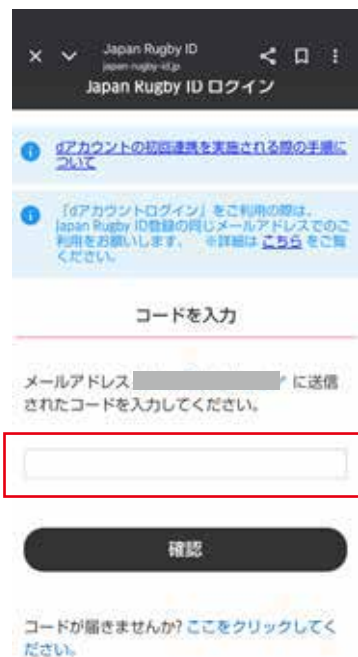 Japan Rugby ID
japan-rugby-id.jp
Japan Rugby ID ログイン
dアカウントの初回連携を実施される際の手順に
ついて
「dアカウントログイン」をご利用の際は、
Japan Rugby ID登録の同じメールアドレスでのご
利用をお願いします。 ※詳細は こちら をご覧
ください。
コードを入力
メールアドレス に送信
されたコードを入力してください。
確認
コードが届きませんか? ここをクリックしてく
ださい。